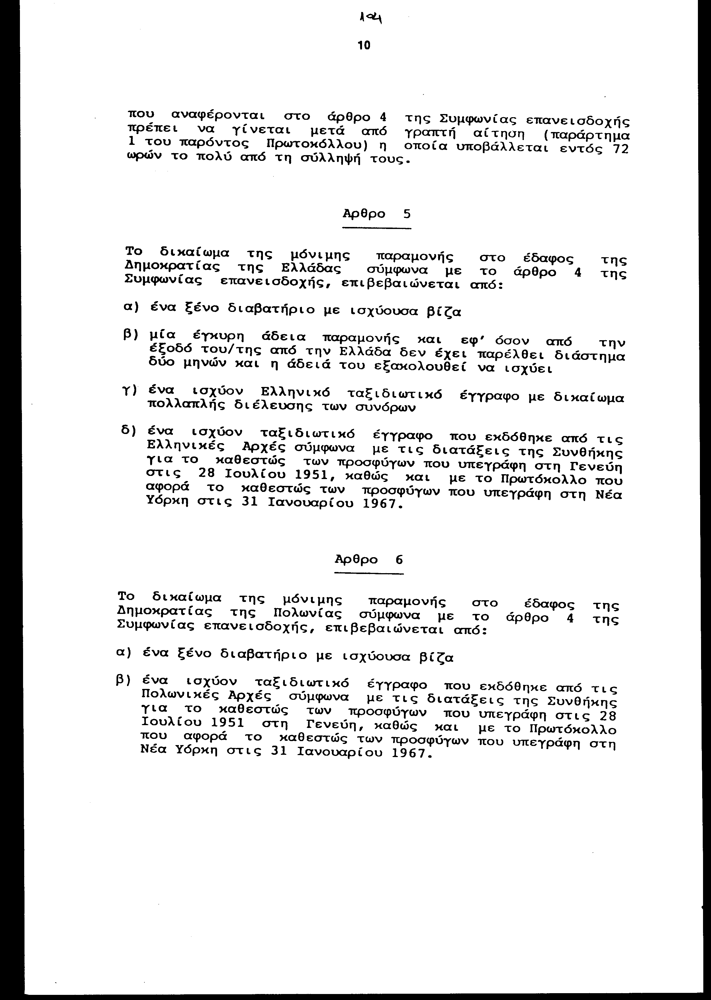 104
10
που αναφέρονται στο άρθρο 4 της Συμφωνίας επανεισδοχής
πρέπει να γίνεται μετά από γραπτή αίτηση (παράρτημα
1 του παρόντος Πρωτοκόλλου) η οποία υποβάλλεται εντός 72
ωρών το πολύ από τη σύλληψή τους.
Αρθρο 5
Το δικαίωμα της μόνιμης παραμονής στο έδαφος της
Δημοκρατίας της Ελλάδας σύμφωνα με το άρθρο 4 της
Συμφωνίας επανεισδοχής, επιβεβαιώνεται από:
α) ένα ξένο διαβατήριο με ισχύουσα βίζα
β) μία έγκυρη άδεια παραμονής και εφ' όσον από την
έξοδό του/της από την Ελλάδα δεν έχει παρέλθει διάστημα
δύο μηνών και η άδειά του εξακολουθεί να ισχύει
γ) ένα ισχύον Ελληνικό ταξιδιωτικό έγγραφο με δικαίωμα
πολλαπλής διέλευσης των συνόρων
δ) ένα ισχύον ταξιδιωτικό έγγραφο που εκδόθηκε από τις
Ελληνικές Αρχές σύμφωνα με τις διατάξεις της Συνθήκης
για το καθεστώς των προσφύγων που υπεγράφη στη Γενεύη
στις 28 Ιουλίου 1951, καθώς και με το Πρωτόκολλο που
αφορά το καθεστώς των προσφύγων που υπεγράφη στη Νέα
Υόρκη στις 31 Ιανουαρίου 1967.
Αρθρο 6
Το δικαίωμα της μόνιμης παραμονής στο έδαφος της
Δημοκρατίας της Πολωνίας σύμφωνα με το άρθρο 4 της
Συμφωνίας επανεισδοχής, επιβεβαιώνεται από:
α) ένα ξένο διαβατήριο με ισχύουσα βίζα
β) ένα ισχύον ταξιδιωτικό έγγραφο που εκδόθηκε από τις
Πολωνικές Αρχές σύμφωνα με τις διατάξεις της Συνθήκης
για το καθεστώς των προσφύγων που υπεγράφη στις 28
Ιουλίου 1951 στη Γενεύη, καθώς και με το Πρωτόκολλο
που αφορά το καθεστώς των προσφύγων που υπεγράφη στη
Νέα Υόρκη στις 31 Ιανουαρίου 1967.